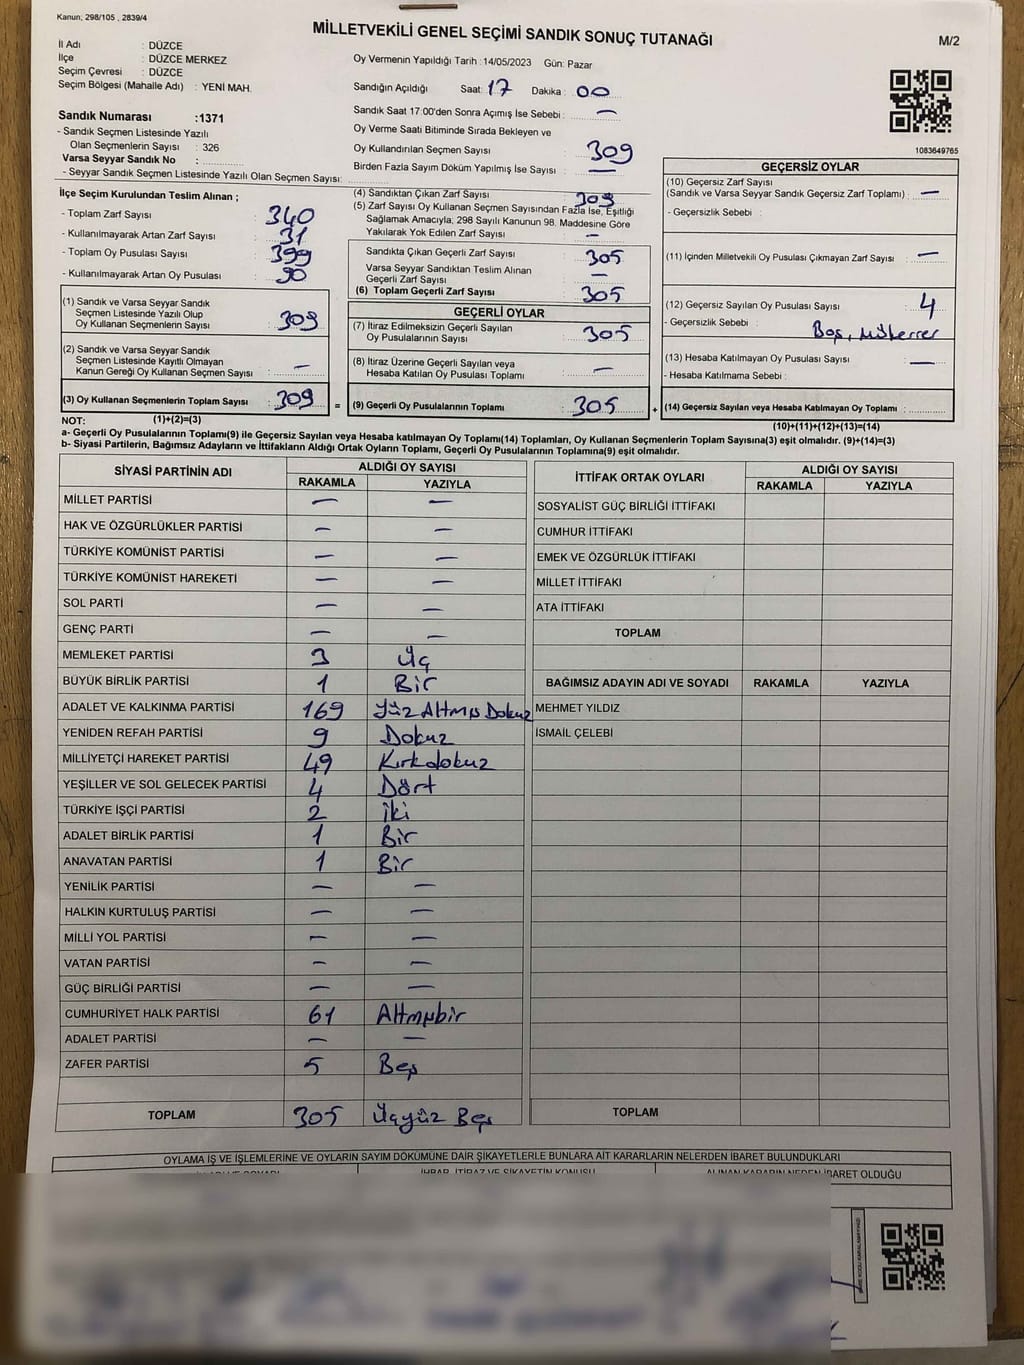 Kanun; 298/105 , 2839/4
MİLLETVEKİLİ GENEL SEÇİMİ SANDIK SONUÇ TUTANAĞI
M/2
İl Adı : DÜZCE
İlçe : DÜZCE MERKEZ
Seçim Çevresi : DÜZCE
Seçim Bölgesi (Mahalle Adı) : YENİ MAH.
Oy Vermenin Yapıldığı Tarih : 14/05/2023 Gün: Pazar
Sandığın Açıldığı Saat: 17 Dakika : 00
Sandık Saat 17:00'den Sonra Açımış İse Sebebi : —
Oy Verme Saati Bitiminde Sırada Bekleyen ve
Oy Kullandırılan Seçmen Sayısı : 309
Birden Fazla Sayım Döküm Yapılmış İse Sayısı : —
Sandık Numarası :1371
- Sandık Seçmen Listesinde Yazılı
Olan Seçmenlerin Sayısı : 326
Varsa Seyyar Sandık No :
- Seyyar Sandık Seçmen Listesinde Yazılı Olan Seçmen Sayısı:
1083649765
İlçe Seçim Kurulundan Teslim Alınan ;
- Toplam Zarf Sayısı : 340
- Kullanılmayarak Artan Zarf Sayısı : 31
- Toplam Oy Pusulası Sayısı : 399
- Kullanılmayarak Artan Oy Pusulası : 90
(1) Sandık ve Varsa Seyyar Sandık
Seçmen Listesinde Yazılı Olup
Oy Kullanan Seçmenlerin Sayısı : 309
(2) Sandık ve Varsa Seyyar Sandık
Seçmen Listesinde Kayıtlı Olmayan
Kanun Gereği Oy Kullanan Seçmen Sayısı : —
(3) Oy Kullanan Seçmenlerin Toplam Sayısı : 309 =
(1)+(2)=(3)
(4) Sandıktan Çıkan Zarf Sayısı : 309
(5) Zarf Sayısı Oy Kullanan Seçmen Sayısından Fazla İse, Eşitliği
Sağlamak Amacıyla, 298 Sayılı Kanunun 98. Maddesine Göre
Yakılarak Yok Edilen Zarf Sayısı : —
Sandıkta Çıkan Geçerli Zarf Sayısı : 305
Varsa Seyyar Sandıktan Teslim Alınan
Geçerli Zarf Sayısı : —
(6) Toplam Geçerli Zarf Sayısı : 305
GEÇERLİ OYLAR
(7) İtiraz Edilmeksizin Geçerli Sayılan
Oy Pusulalarının Sayısı : 305
(8) İtiraz Üzerine Geçerli Sayılan veya
Hesaba Katılan Oy Pusulası Toplamı : —
(9) Geçerli Oy Pusulalarının Toplamı : 305 +
GEÇERSİZ OYLAR
(10) Geçersiz Zarf Sayısı
(Sandık ve Varsa Seyyar Sandık Geçersiz Zarf Toplamı) : —
- Geçersizlik Sebebi :
(11) İçinden Milletvekili Oy Pusulası Çıkmayan Zarf Sayısı : —
(12) Geçersiz Sayılan Oy Pusulası Sayısı : 4
- Geçersizlik Sebebi : Boş, Mükerrer
(13) Hesaba Katılmayan Oy Pusulası Sayısı : —
- Hesaba Katılmama Sebebi :
(14) Geçersiz Sayılan veya Hesaba Katılmayan Oy Toplamı :
(10)+(11)+(12)+(13)=(14)
NOT:
a- Geçerli Oy Pusulalarının Toplamı(9) ile Geçersiz Sayılan veya Hesaba katılmayan Oy Toplamı(14) Toplamları, Oy Kullanan Seçmenlerin Toplam Sayısına(3) eşit olmalıdır. (9)+(14)=(3)
b- Siyasi Partilerin, Bağımsız Adayların ve İttifakların Aldığı Ortak Oyların Toplamı, Geçerli Oy Pusulalarının Toplamına(9) eşit olmalıdır.
SİYASİ PARTİNİN ADI ALDIĞI OY SAYISI
RAKAMLA YAZIYLA
MİLLET PARTİSİ — —
HAK VE ÖZGÜRLÜKLER PARTİSİ — —
TÜRKİYE KOMÜNİST PARTİSİ — —
TÜRKİYE KOMÜNİST HAREKETİ — —
SOL PARTİ — —
GENÇ PARTİ — —
MEMLEKET PARTİSİ 3 Üç
BÜYÜK BİRLİK PARTİSİ 1 Bir
ADALET VE KALKINMA PARTİSİ 169 Yüz Altmış Dokuz
YENİDEN REFAH PARTİSİ 9 Dokuz
MİLLİYETÇİ HAREKET PARTİSİ 49 Kırkdokuz
YEŞİLLER VE SOL GELECEK PARTİSİ 4 Dört
TÜRKİYE İŞÇİ PARTİSİ 2 İki
ADALET BİRLİK PARTİSİ 1 Bir
ANAVATAN PARTİSİ 1 Bir
YENİLİK PARTİSİ — —
HALKIN KURTULUŞ PARTİSİ — —
MİLLİ YOL PARTİSİ — —
VATAN PARTİSİ — —
GÜÇ BİRLİĞİ PARTİSİ — —
CUMHURİYET HALK PARTİSİ 61 Altmışbir
ADALET PARTİSİ — —
ZAFER PARTİSİ 5 Beş
TOPLAM 305 Üçyüz Beş
İTTİFAK ORTAK OYLARI ALDIĞI OY SAYISI
RAKAMLA YAZIYLA
SOSYALİST GÜÇ BİRLİĞİ İTTİFAKI
CUMHUR İTTİFAKI
EMEK VE ÖZGÜRLÜK İTTİFAKI
MİLLET İTTİFAKI
ATA İTTİFAKI
TOPLAM
BAĞIMSIZ ADAYIN ADI VE SOYADI RAKAMLA YAZIYLA
MEHMET YILDIZ
İSMAİL ÇELEBİ
TOPLAM
OYLAMA İŞ VE İŞLEMLERİNE VE OYLARIN SAYIM DÖKÜMÜNE DAİR ŞİKAYETLERLE BUNLARA AİT KARARLARIN NELERDEN İBARET BULUNDUKLARI
İHBAR, İTİRAZ VE ŞİKAYETİN KONUSU ALINAN KARARIN NEDEN İBARET OLDUĞU